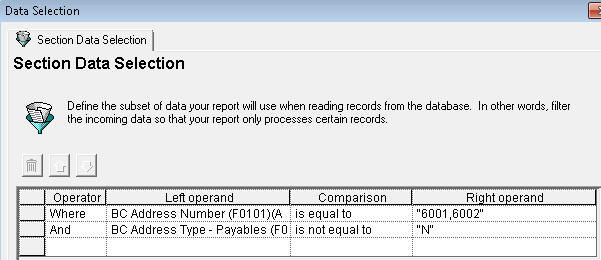 Data Selection
Section Data Selection
Section Data Selection
Define the subset of data your report will use when reading records from the database. In other words, filter
the incoming data so that your report only processes certain records.
Operator Left operand Comparison Right operand
Where BC Address Number (F0101)(A is equal to "6001,6002"
And BC Address Type - Payables (F0 is not equal to "N"